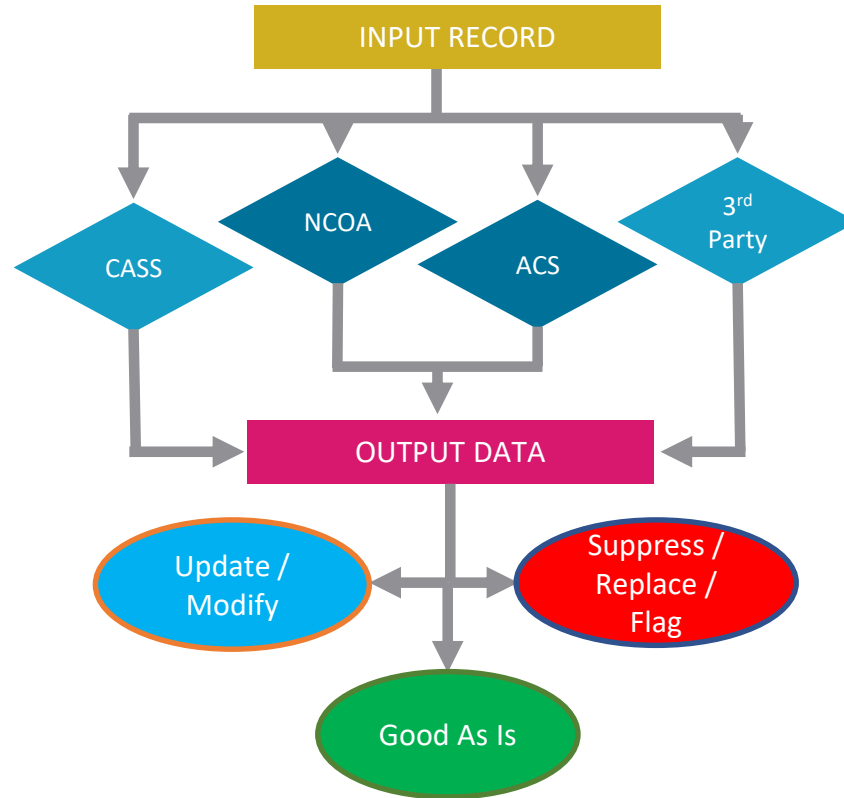 INPUT RECORD
CASS
NCOA
ACS
3rd
Party
OUTPUT DATA
Update /
Modify
Suppress /
Replace /
Flag
Good As Is